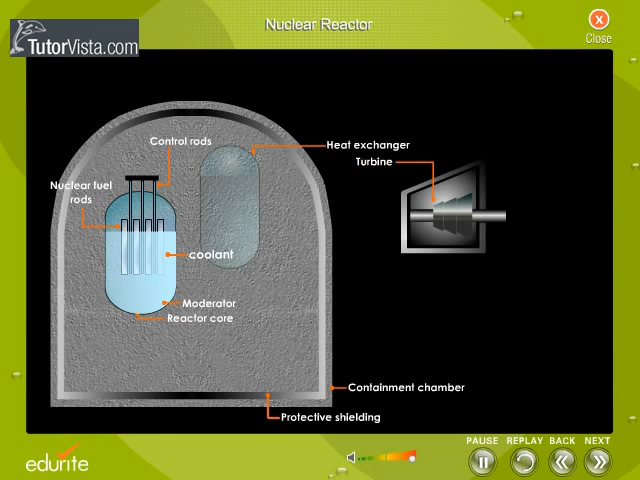 Nuclear Reactor
X
Close
TutorVista.com
Control rods
Heat exchanger
Turbine
Nuclear fuel
rods
coolant
Moderator
Reactor core
Containment chamber
Protective shielding
PAUSE REPLAY BACK NEXT
edurite